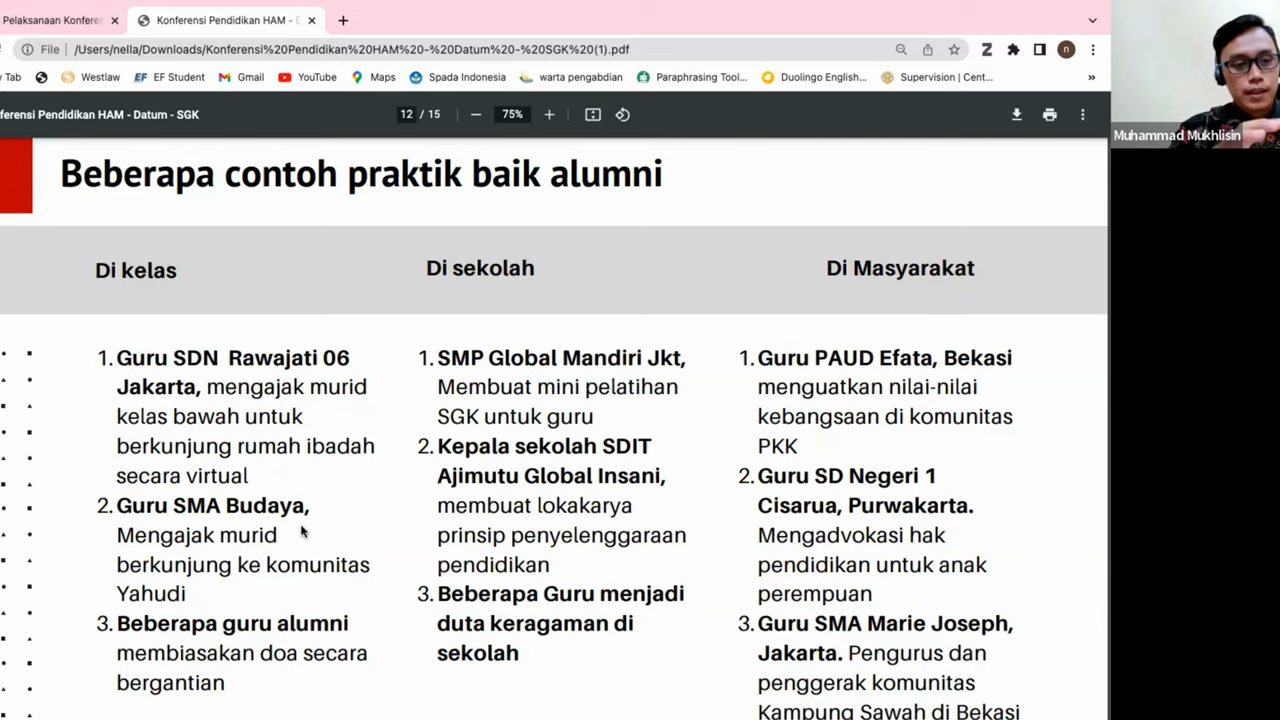 Pelaksanaan Konferen
Konferensi Pendidikan HAM - D
File
/Users/nella/Downloads/Konferensi%20Pendidikan%20HAM%20-%20Datum%20-%20SGK%20(1).pdf
n
Tab
Westlaw
EF EF Student
Gmail
YouTube
Maps
Spada Indonesia
warta pengabdian
Paraphrasing Tool...
Duolingo English...
Supervision | Cent...
»
ferensi Pendidikan HAM - Datum - SGK
12 / 15
75%
Muhammad Mukhlisin
Beberapa contoh praktik baik alumni
Di kelas
1. Guru SDN Rawajati 06
Jakarta, mengajak murid
kelas bawah untuk
berkunjung rumah ibadah
secara virtual
2. Guru SMA Budaya,
Mengajak murid
berkunjung ke komunitas
Yahudi
3. Beberapa guru alumni
membiasakan doa secara
bergantian
Di sekolah
1. SMP Global Mandiri Jkt,
Membuat mini pelatihan
SGK untuk guru
2. Kepala sekolah SDIT
Ajimutu Global Insani,
membuat lokakarya
prinsip penyelenggaraan
pendidikan
3. Beberapa Guru menjadi
duta keragaman di
sekolah
Di Masyarakat
1. Guru PAUD Efata, Bekasi
menguatkan nilai-nilai
kebangsaan di komunitas
PKK
2. Guru SD Negeri 1
Cisarua, Purwakarta.
Mengadvokasi hak
pendidikan untuk anak
perempuan
3. Guru SMA Marie Joseph,
Jakarta. Pengurus dan
penggerak komunitas
Kampung Sawah di Bekasi